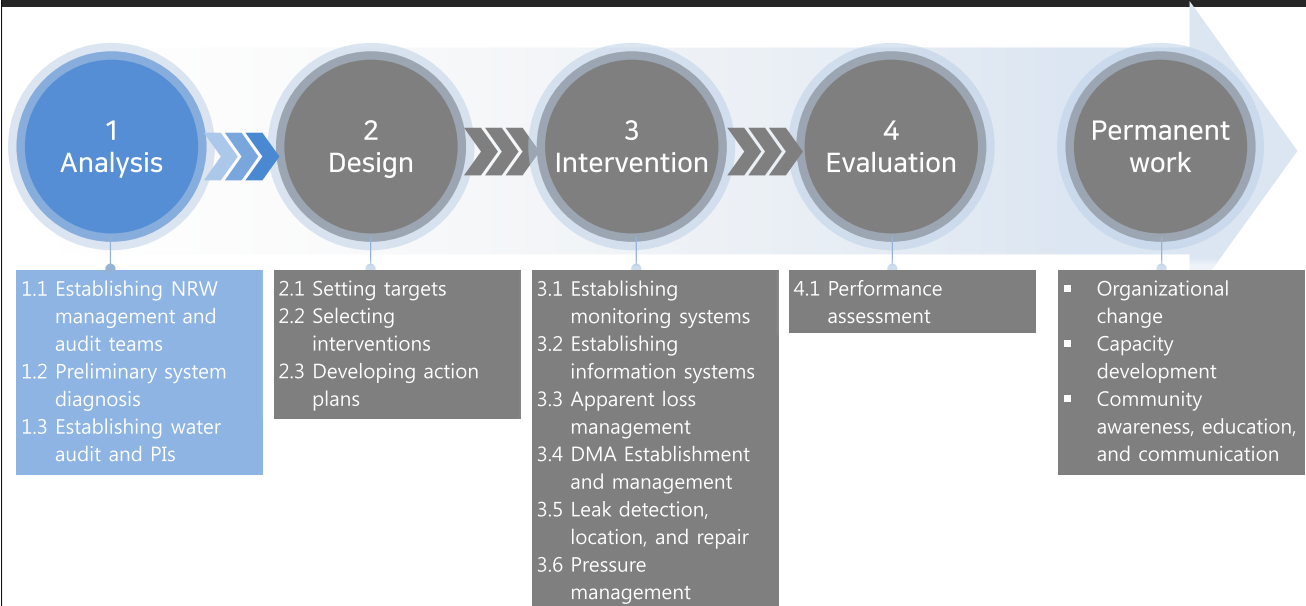 1
Analysis
2
Design
3
Intervention
4
Evaluation
Permanent
work
1.1 Establishing NRW
management and
audit teams
1.2 Preliminary system
diagnosis
1.3 Establishing water
audit and PIs
2.1 Setting targets
2.2 Selecting
interventions
2.3 Developing action
plans
3.1 Establishing
monitoring systems
3.2 Establishing
information systems
3.3 Apparent loss
management
3.4 DMA Establishment
and management
3.5 Leak detection,
location, and repair
3.6 Pressure
management
4.1 Performance
assessment
▪ Organizational
change
▪ Capacity
development
▪ Community
awareness, education,
and communication